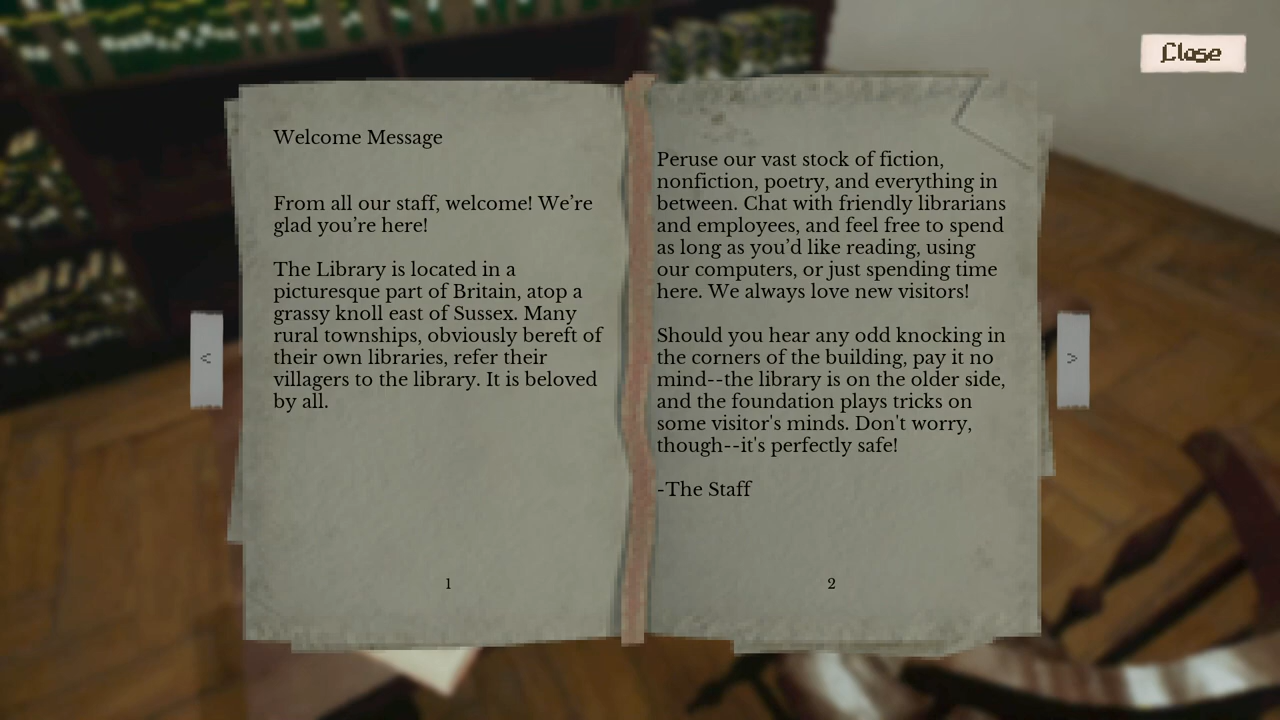 Close
Welcome Message
From all our staff, welcome! We’re
glad you’re here!
The Library is located in a
picturesque part of Britain, atop a
grassy knoll east of Sussex. Many
rural townships, obviously bereft of
their own libraries, refer their
villagers to the library. It is beloved
by all.
1
Peruse our vast stock of fiction,
nonfiction, poetry, and everything in
between. Chat with friendly librarians
and employees, and feel free to spend
as long as you’d like reading, using
our computers, or just spending time
here. We always love new visitors!
Should you hear any odd knocking in
the corners of the building, pay it no
mind--the library is on the older side,
and the foundation plays tricks on
some visitor's minds. Don't worry,
though--it's perfectly safe!
-The Staff
2
<
>